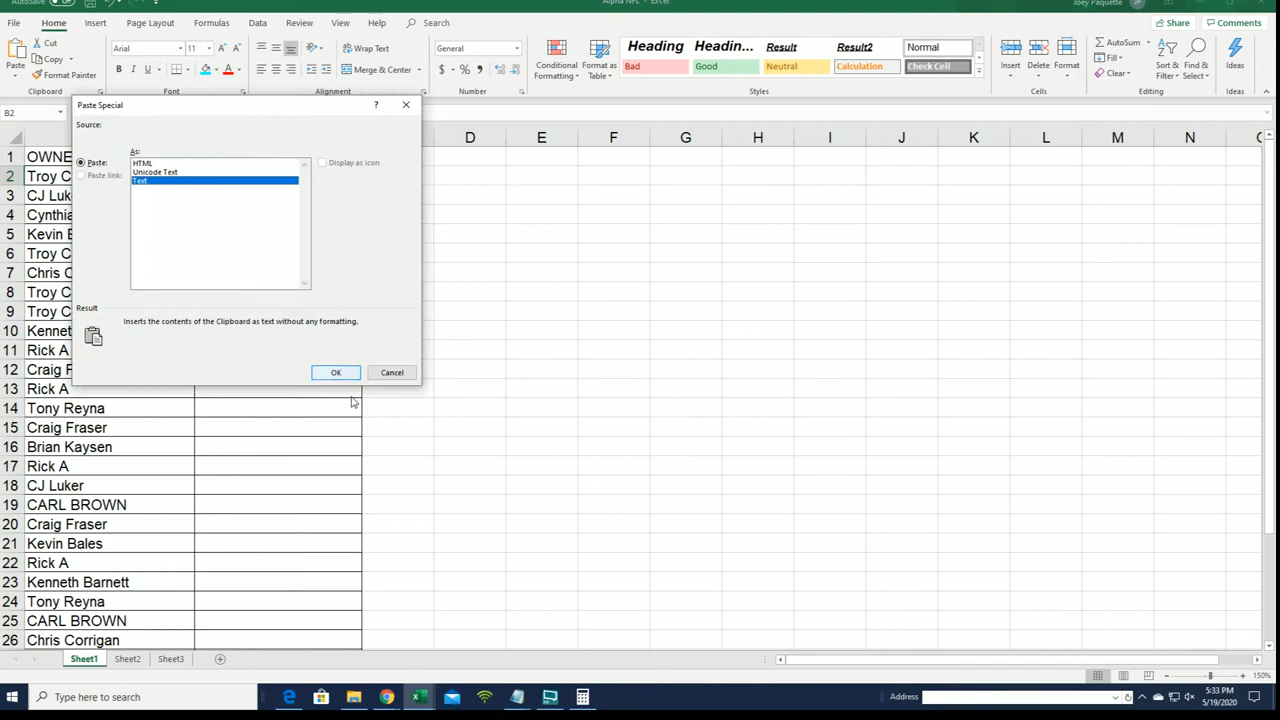 AutoSave
Alpha NFL - Excel
Joey Paquette
JP
File
Home
Insert
Page Layout
Formulas
Data
Review
View
Help
Search
Share
Comments
Paste
Cut
Copy
Format Painter
Clipboard
Arial
11
B
I
U
Font
Wrap Text
Merge & Center
Alignment
General
$
%
Number
Conditional
Formatting
Format as
Table
Heading
Headin...
Result
Result2
Normal
Bad
Good
Neutral
Calculation
Check Cell
Styles
Insert
Delete
Format
Cells
AutoSum
Fill
Clear
Sort &
Filter
Find &
Select
Editing
Ideas
Ideas
B2
Paste Special
?
Source:
As:
Paste:
Paste link:
HTML
Unicode Text
Text
Display as icon
Result
Inserts the contents of the Clipboard as text without any formatting.
OK
Cancel
D E F G H I J K L M N
1 OWNE
2 Troy C
3 CJ Luk
4 Cynthia
5 Kevin B
6 Troy C
7 Chris C
8 Troy C
9 Troy C
10 Kennet
11 Rick A
12 Craig F
13 Rick A
14 Tony Reyna
15 Craig Fraser
16 Brian Kaysen
17 Rick A
18 CJ Luker
19 CARL BROWN
20 Craig Fraser
21 Kevin Bales
22 Rick A
23 Kenneth Barnett
24 Tony Reyna
25 CARL BROWN
26 Chris Corrigan
Sheet1
Sheet2
Sheet3
150%
Type here to search
Address
5:33 PM
5/19/2020